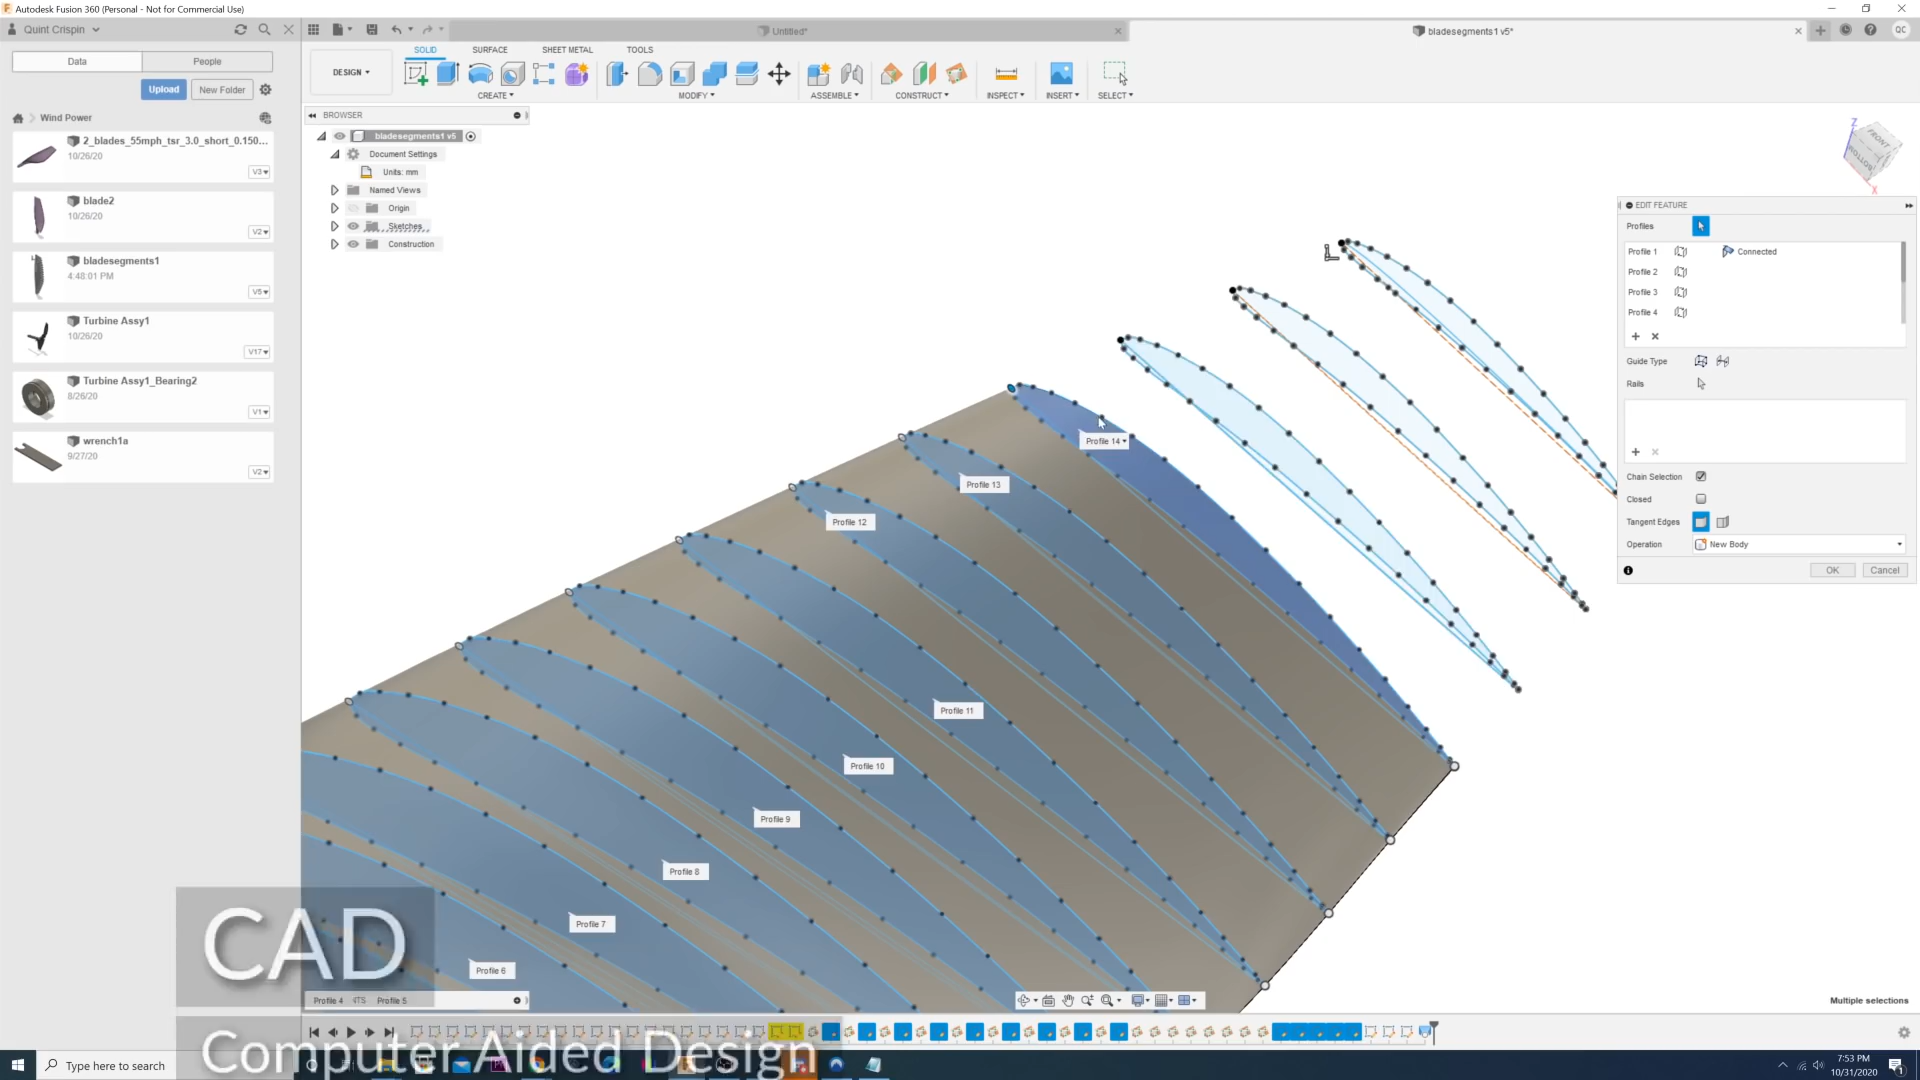 Autodesk Fusion 360 (Personal - Not for Commercial Use)
Quint Crispin
Untitled*
bladesegments1 v5*
QC
Data
People
Upload
New Folder
Wind Power
2_blades_55mph_tsr_3.0_short_0.150...
10/26/20
V3
blade2
10/26/20
V2
bladesegments1
4:48:01 PM
V5
Turbine Assy1
10/26/20
V17
Turbine Assy1_Bearing2
8/26/20
V1
wrench1a
9/27/20
V2
DESIGN
SOLID
SURFACE
SHEET METAL
TOOLS
CREATE
MODIFY
ASSEMBLE
CONSTRUCT
INSPECT
INSERT
SELECT
BROWSER
bladesegments1 v5
Document Settings
Units: mm
Named Views
Origin
Sketches
Construction
Z
FRONT
BOTTOM
X
EDIT FEATURE
Profiles
Profile 1
Connected
Profile 2
Profile 3
Profile 4
Guide Type
Rails
Chain Selection
Closed
Tangent Edges
Operation
New Body
OK
Cancel
Profile 14
Profile 13
Profile 12
Profile 11
Profile 10
Profile 9
Profile 8
Profile 7
Profile 6
Profile 4
Profile 5
Multiple selections
CAD
Computer Aided Design
Type here to search
7:53 PM
10/31/2020